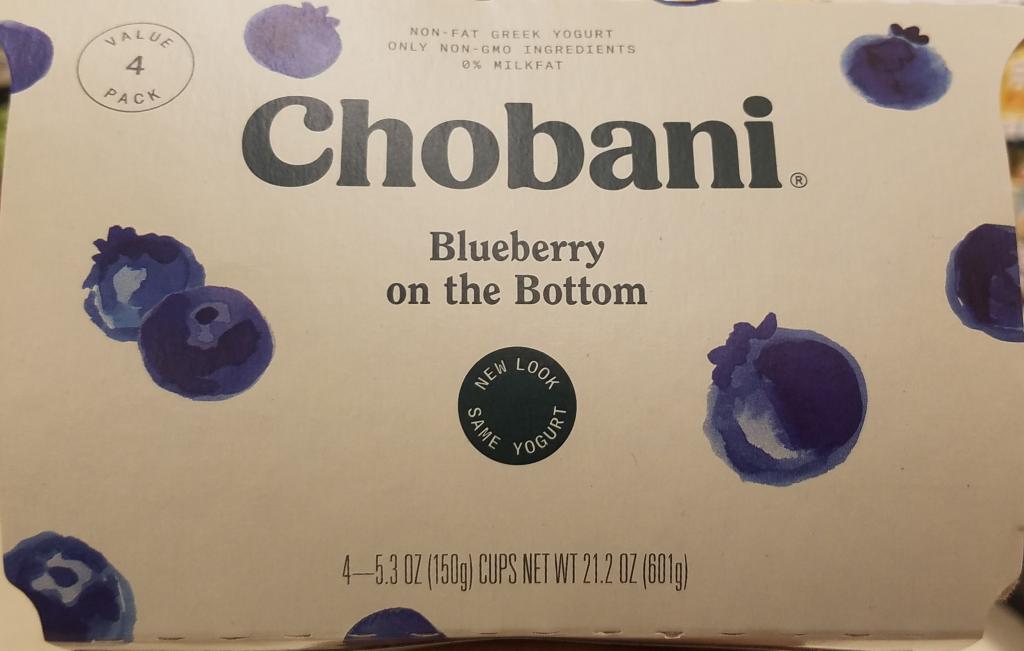 VALUE
4
PACK
NON-FAT GREEK YOGURT
ONLY NON-GMO INGREDIENTS
0% MILKFAT
Chobani®
Blueberry
on the Bottom
NEW LOOK
SAME YOGURT
4—5.3 OZ (150g) CUPS NET WT 21.2 OZ (601g)